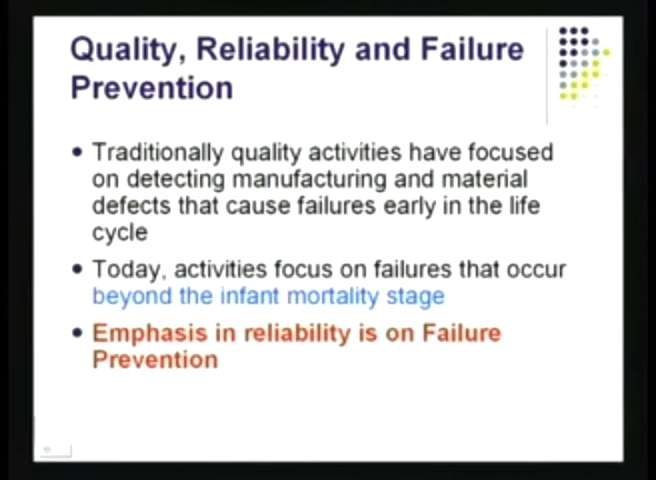 Quality, Reliability and Failure
Prevention
• Traditionally quality activities have focused
on detecting manufacturing and material
defects that cause failures early in the life
cycle
• Today, activities focus on failures that occur
beyond the infant mortality stage
• Emphasis in reliability is on Failure
Prevention